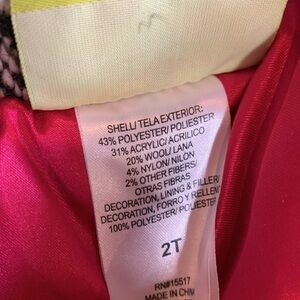 SHELL/ TELA EXTERIOR:
43% POLYESTER/ POLIÉSTER
31% ACRYLIC/ ACRILICO
20% WOOL/ LANA
4% NYLON/ NILON
2% OTHER FIBERS/
OTRAS FIBRAS
DECORATION, LINING & FILLER/
DECORATION, FORRO Y RELLENO
100% POLYESTER/ POLIESTER
2T
RN#15517
MADE IN CHIN